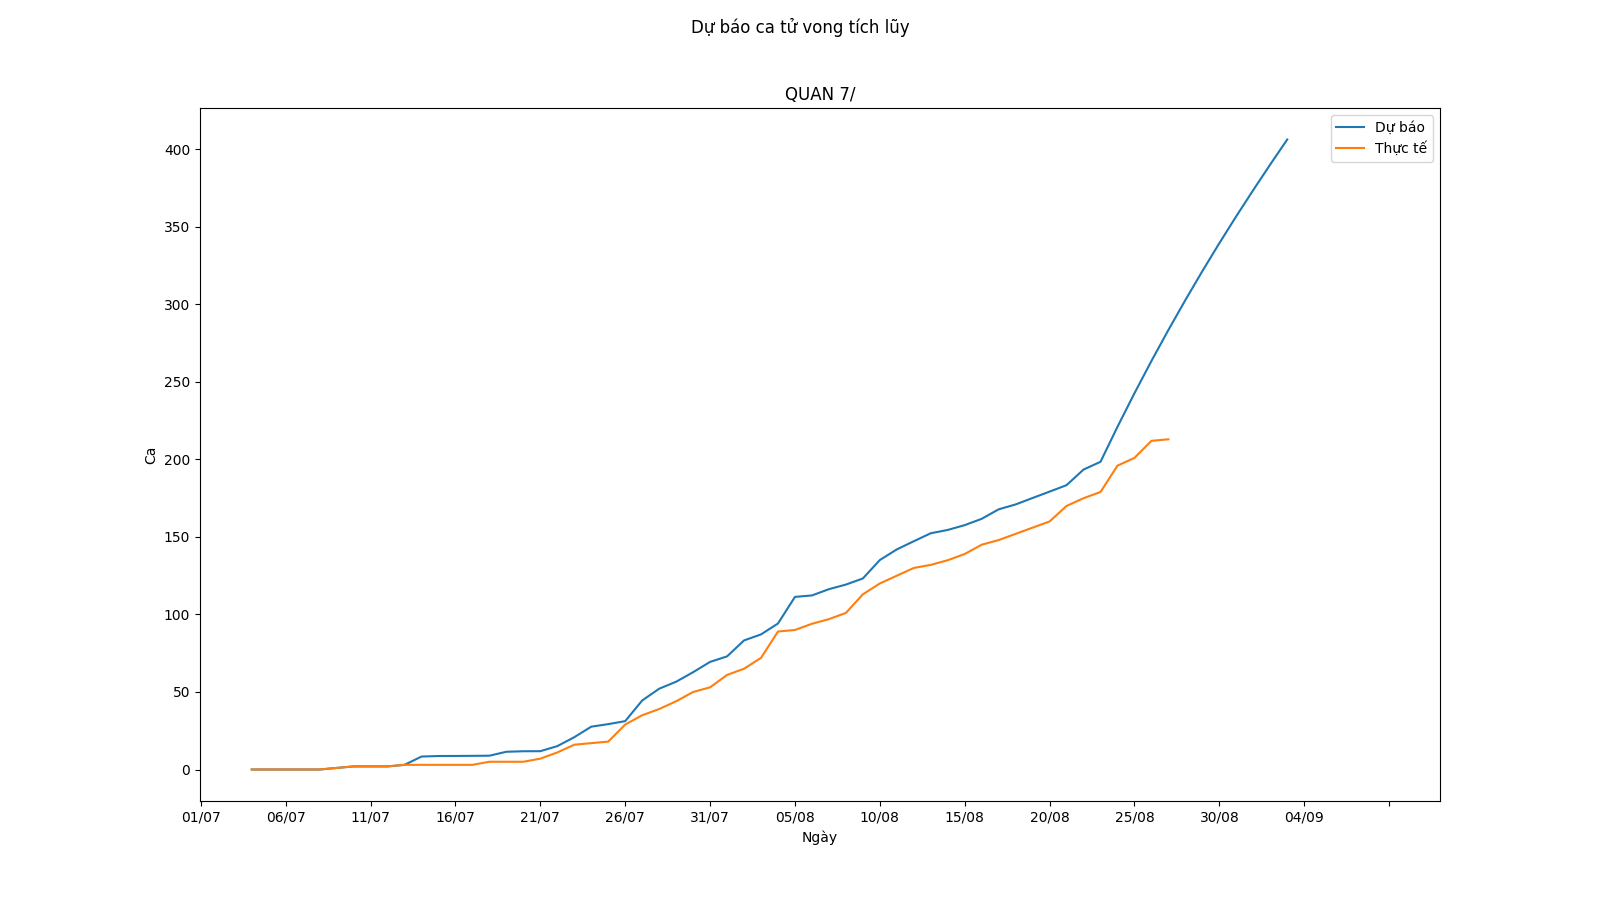 Dự báo ca tử vong tích lũy
QUAN 7/
Dự báo
Thực tế
400
350
300
250
200
150
100
50
0
Ca
01/07 06/07 11/07 16/07 21/07 26/07 31/07 05/08 10/08 15/08 20/08 25/08 30/08 04/09
Ngày